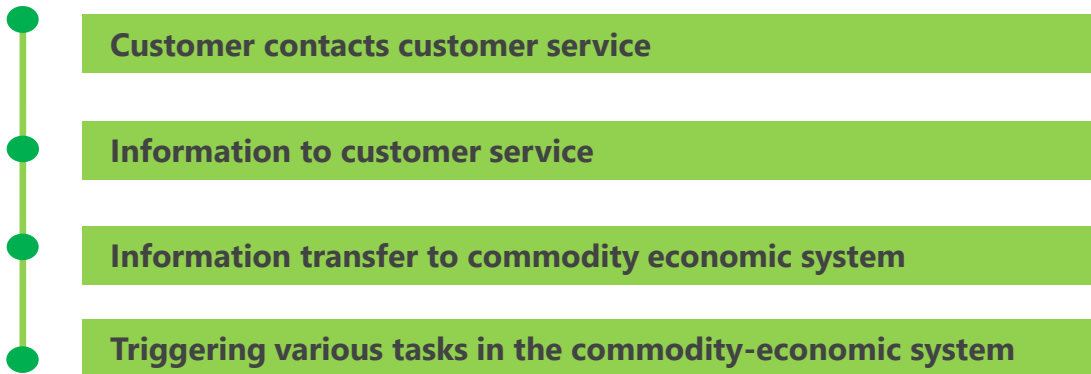 Customer contacts customer service
Information to customer service
Information transfer to commodity economic system
Triggering various tasks in the commodity-economic system